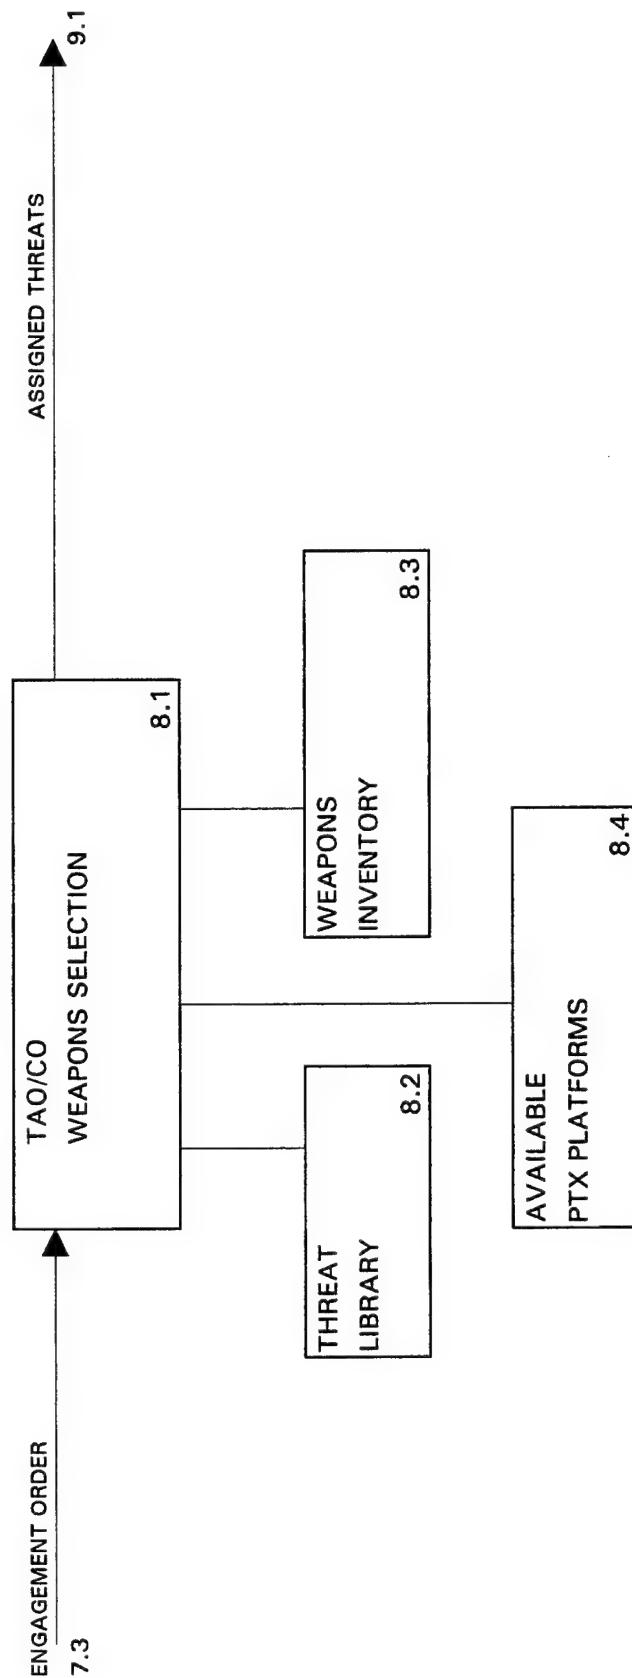 ENGAGEMENT ORDER
7.3
TAO/CO
WEAPONS SELECTION
8.1
ASSIGNED THREATS
9.1
THREAT
LIBRARY
8.2
WEAPONS
INVENTORY
8.3
AVAILABLE
PTX PLATFORMS
8.4